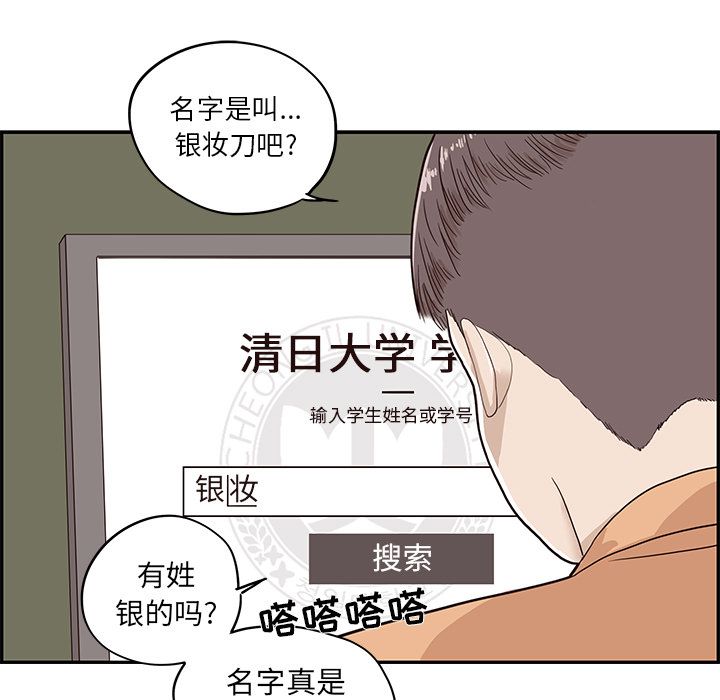 名字是叫...
银妆刀吧?
清日大学 学
输入学生姓名或学号
银妆
搜索
有姓
银的吗?
嗒嗒嗒嗒
名字真是